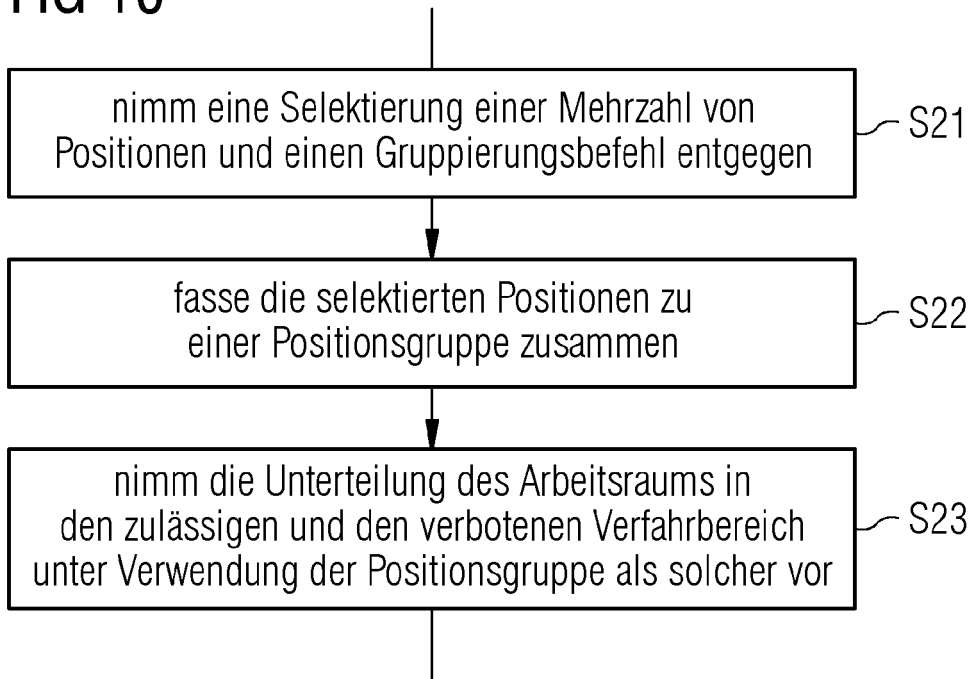 FIG 10
nimm eine Selektierung einer Mehrzahl von
Positionen und einen Gruppierungsbefehl entgegen
S21
fasse die selektierten Positionen zu
einer Positionsgruppe zusammen
S22
nimm die Unterteilung des Arbeitsraums in
den zulässigen und den verbotenen Verfahrbereich
unter Verwendung der Positionsgruppe als solcher vor
S23